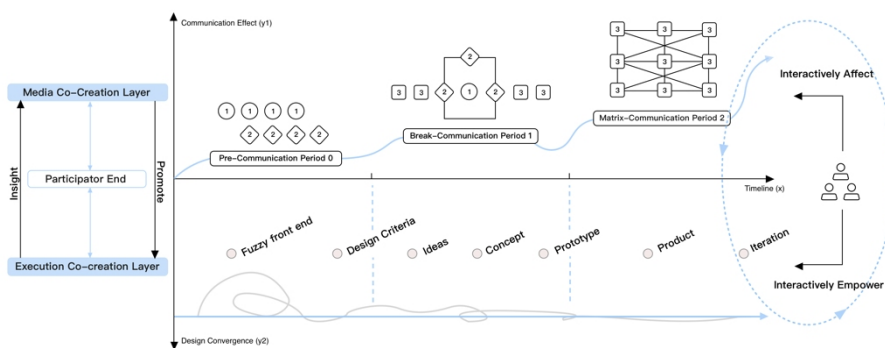 Communication Effect (y1)
Media Co-Creation Layer
Insight
Promote
Participator End
Execution Co-creation Layer
1 1 1 1
2 2 2 2
Pre-Communication Period 0
2
3 3 2 1 2 3 3
Break-Communication Period 1
3 3 3
3 3 3
3 3 3
Matrix-Communication Period 2
Interactively Affect
Timeline (x)
Fuzzy front end
Design Criteria
Ideas
Concept
Prototype
Product
Iteration
Interactively Empower
Design Convergence (y2)